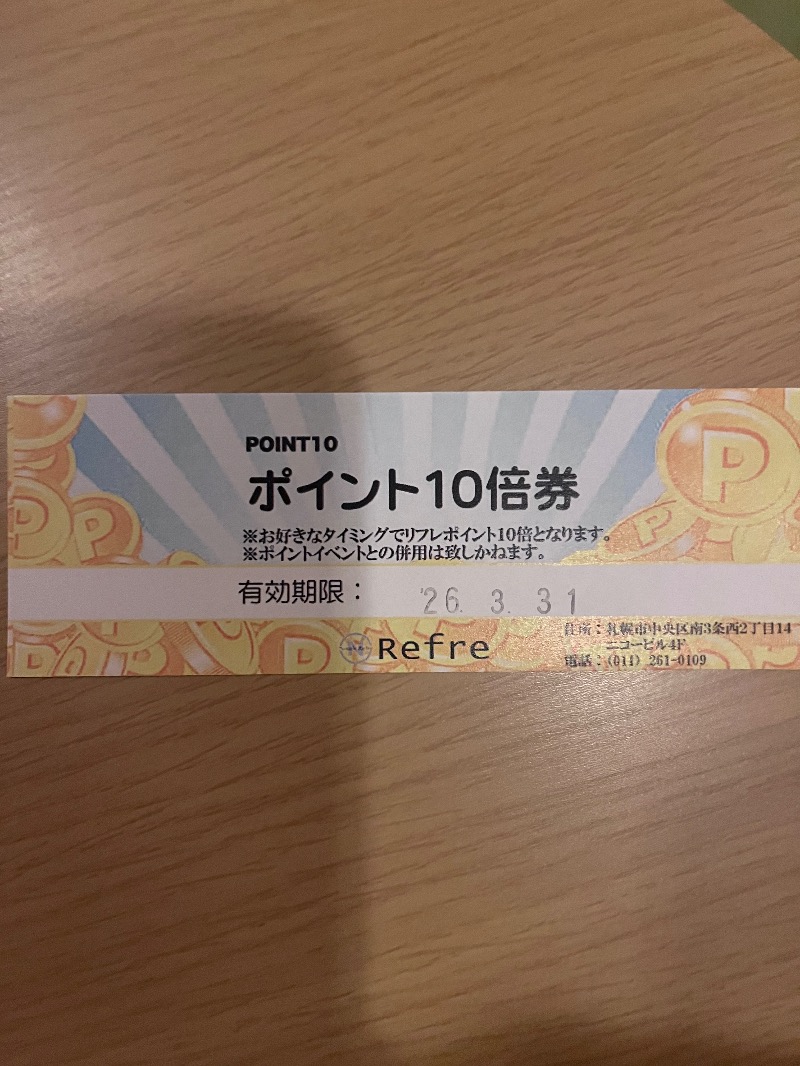 POINT10
ポイント10倍券
※お好きなタイミングでリフレポイント10倍となります。
※ポイントイベントとの併用は致しかねます。
有効期限： '26. 3. 31
Refre
住所：札幌市中央区南3条西2丁目14
ニコービル4F
電話：（011）261-0109
P
P
P
P
P